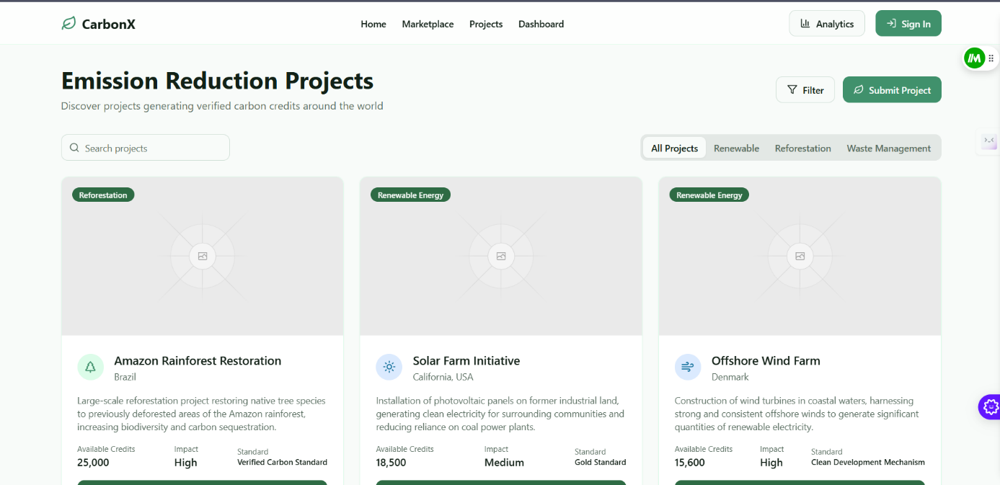 CarbonX
Home Marketplace Projects Dashboard
Analytics
Sign In
Emission Reduction Projects
Discover projects generating verified carbon credits around the world
Filter
Submit Project
Search projects
All Projects Renewable Reforestation Waste Management
Reforestation
Amazon Rainforest Restoration
Brazil
Large-scale reforestation project restoring native tree species
to previously deforested areas of the Amazon rainforest,
increasing biodiversity and carbon sequestration.
Available Credits
25,000
Impact
High
Standard
Verified Carbon Standard
Renewable Energy
Solar Farm Initiative
California, USA
Installation of photovoltaic panels on former industrial land,
generating clean electricity for surrounding communities and
reducing reliance on coal power plants.
Available Credits
18,500
Impact
Medium
Standard
Gold Standard
Renewable Energy
Offshore Wind Farm
Denmark
Construction of wind turbines in coastal waters, harnessing
strong and consistent offshore winds to generate significant
quantities of renewable electricity.
Available Credits
15,600
Impact
High
Standard
Clean Development Mechanism